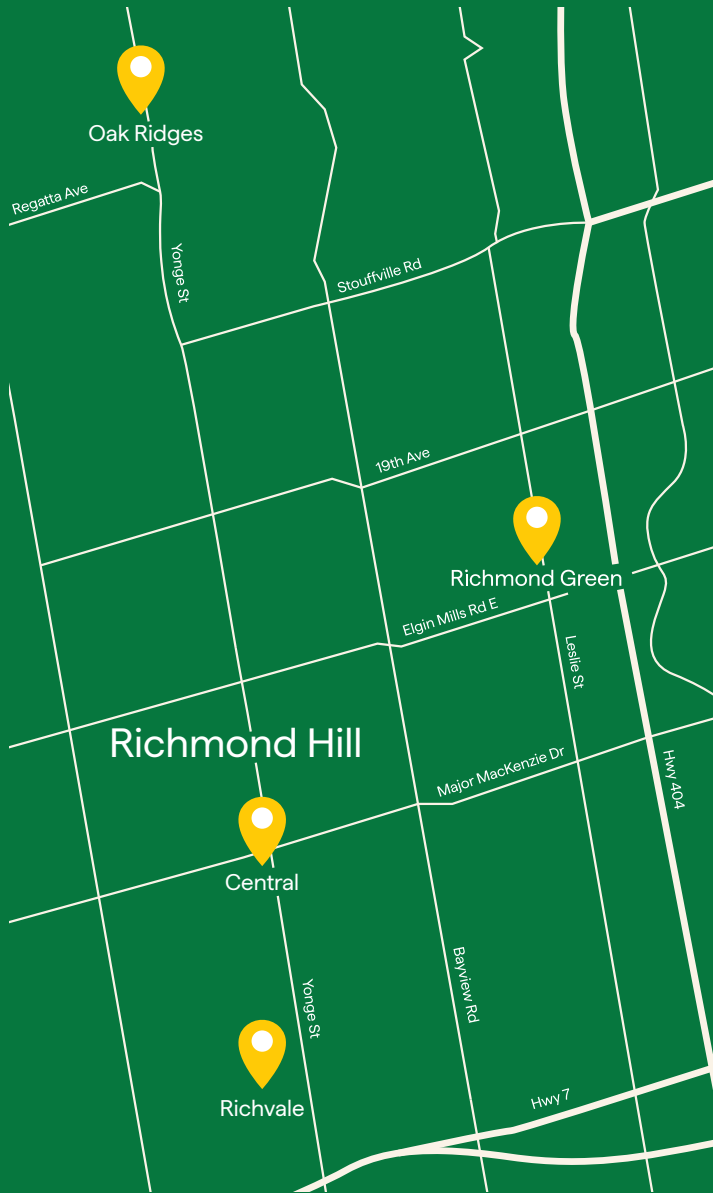 Oak Ridges
Regatta Ave
Yonge St
Stouffville Rd
19th Ave
Richmond Green
Elgin Mills Rd E
Leslie St
Richmond Hill
Major MacKenzie Dr
Hwy 404
Central
Bayview Rd
Yonge St
Richvale
Hwy 7